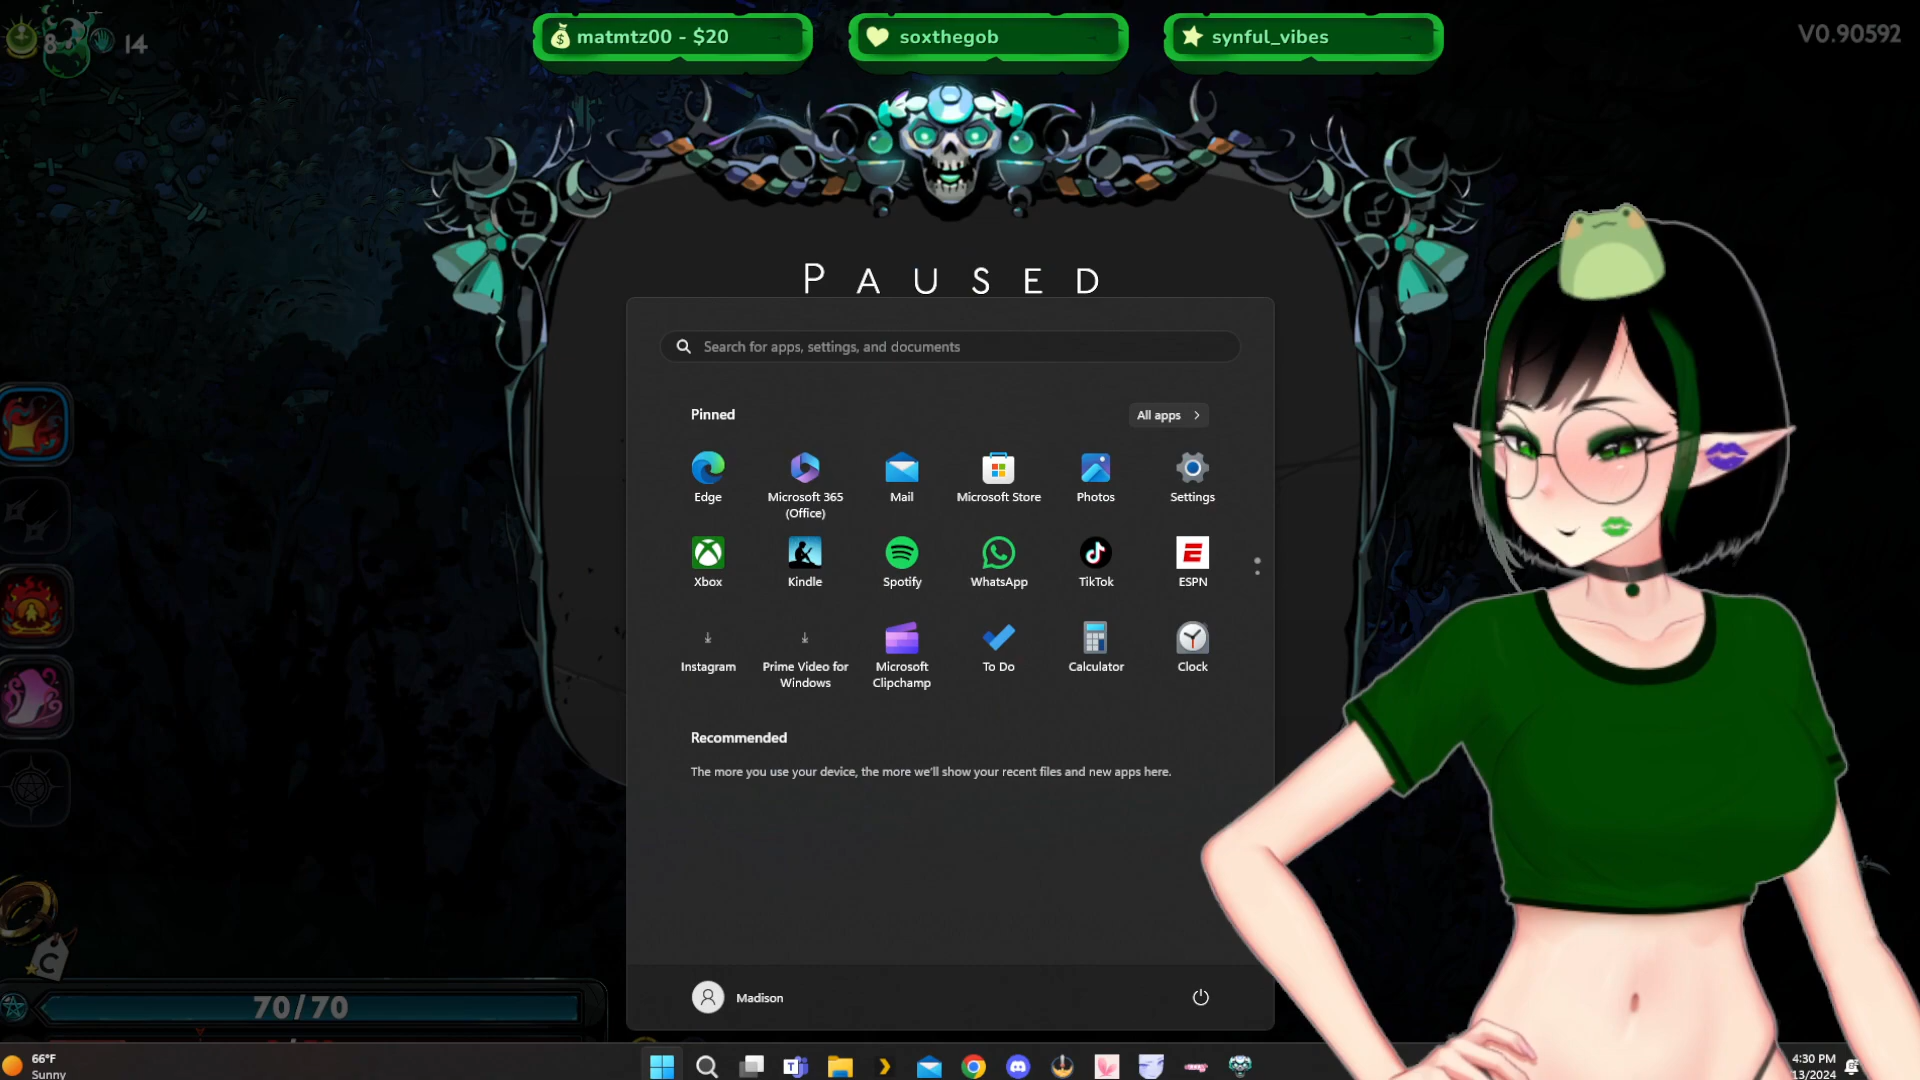 8
14
matmtz00 - $20
soxthegob
synful_vibes
V0.90592
PAUSED
Search for apps, settings, and documents
Pinned
All apps
Edge
Microsoft 365
(Office)
Mail
Microsoft Store
Photos
Settings
Xbox
Kindle
Spotify
WhatsApp
TikTok
ESPN
Instagram
Prime Video for
Windows
Microsoft
Clipchamp
To Do
Calculator
Clock
Recommended
The more you use your device, the more we'll show your recent files and new apps here.
C
70/70
Madison
66°F
Sunny
4:30 PM
13/2024